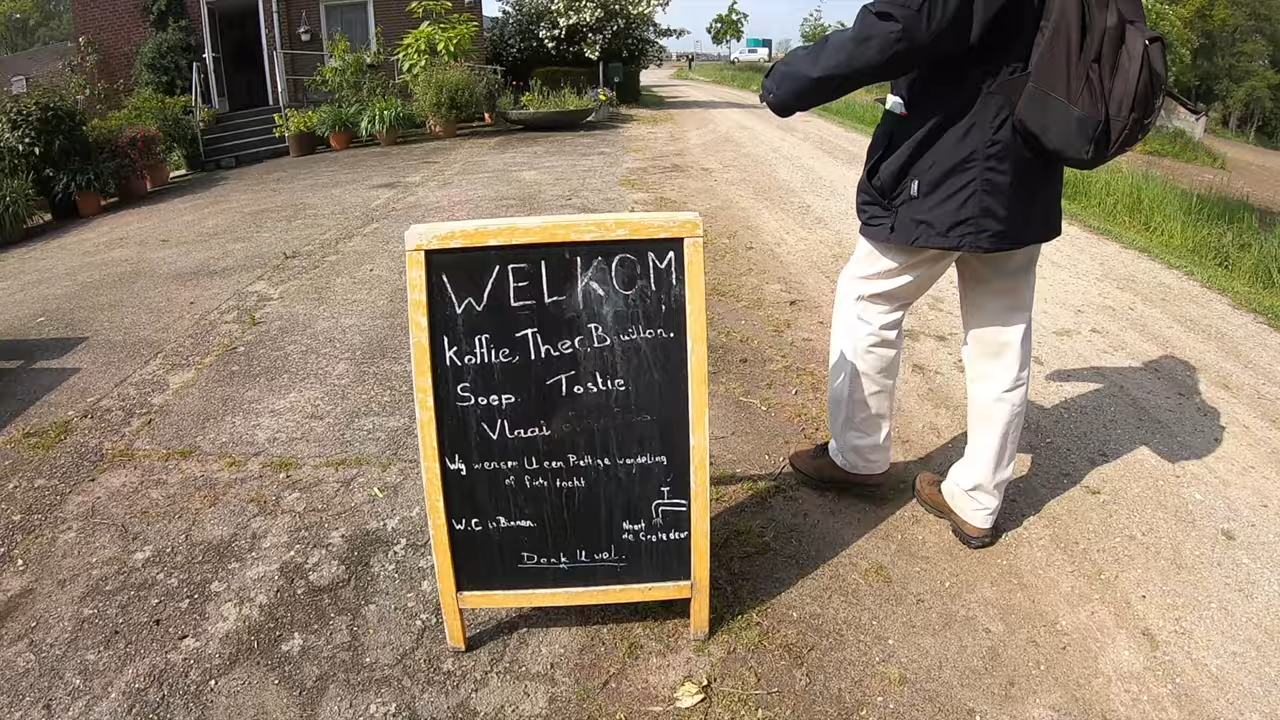 WELKOM
Koffie, Thee, Bouillon.
Soep. Tostie.
Vlaai
Wij wensen U een Prettige wandeling
of fiets tocht
W.C is Binnen.
Naast
de Grote deur
Dank U wel.